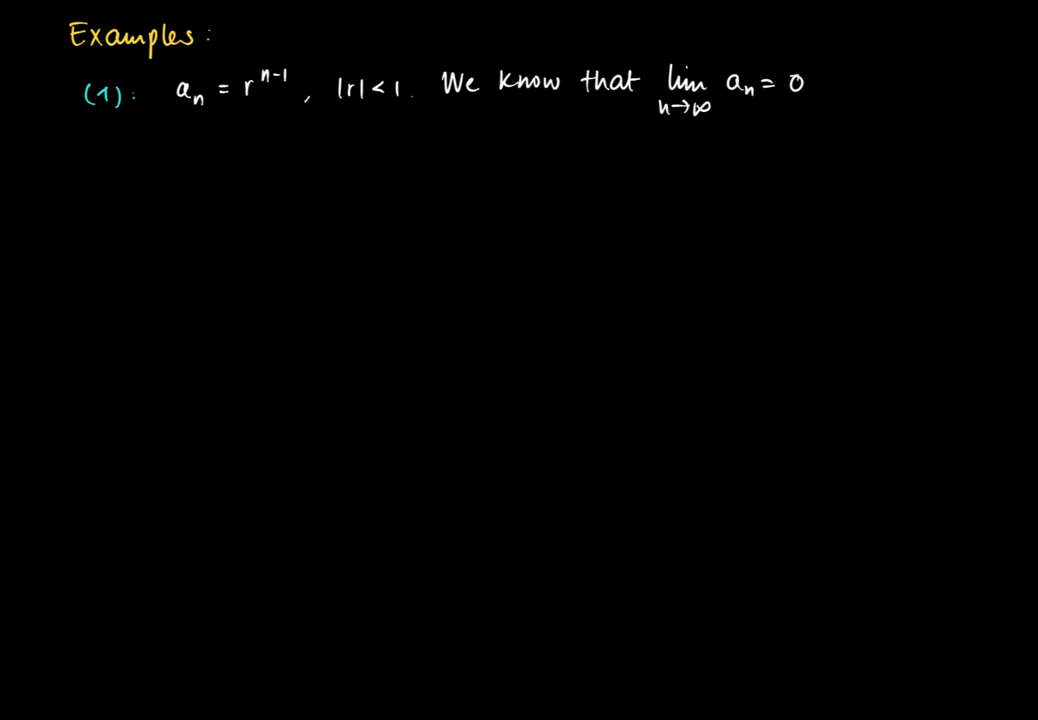 Examples:
(1): aₙ = rⁿ⁻¹, |r| < 1. We know that lim_{n→∞} aₙ = 0